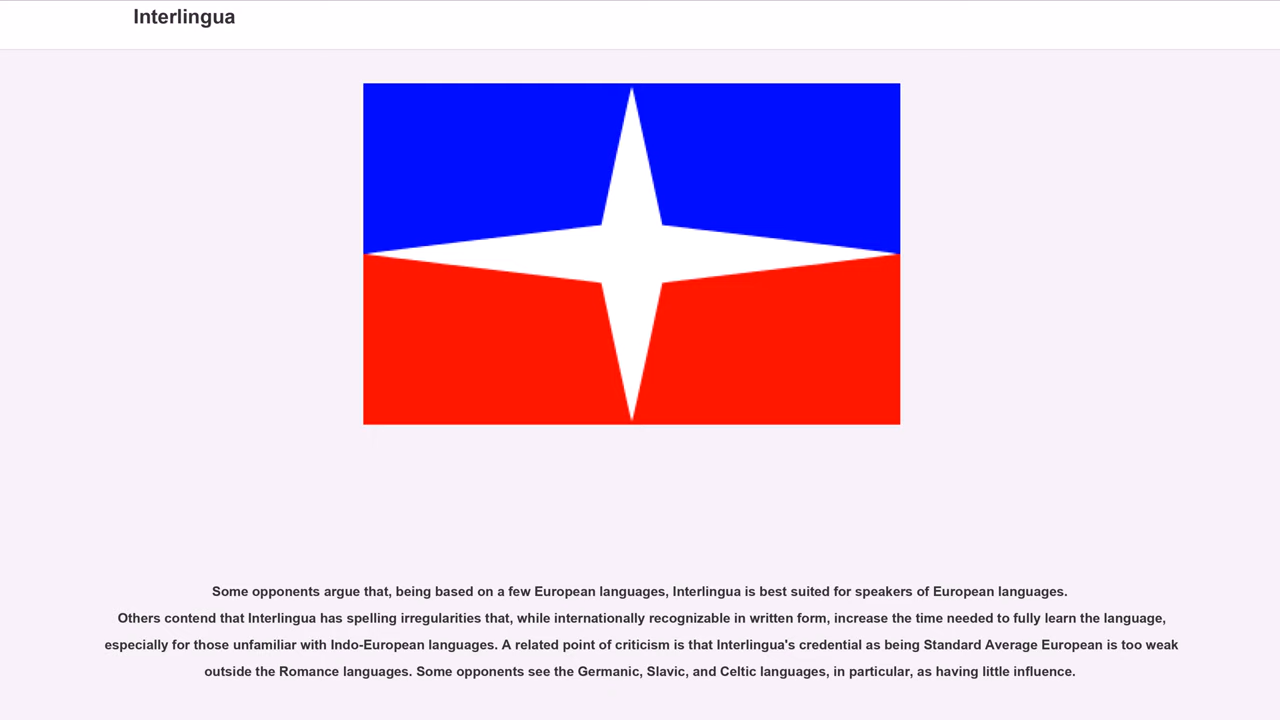 Interlingua
Some opponents argue that, being based on a few European languages, Interlingua is best suited for speakers of European languages.
Others contend that Interlingua has spelling irregularities that, while internationally recognizable in written form, increase the time needed to fully learn the language,
especially for those unfamiliar with Indo-European languages. A related point of criticism is that Interlingua's credential as being Standard Average European is too weak
outside the Romance languages. Some opponents see the Germanic, Slavic, and Celtic languages, in particular, as having little influence.